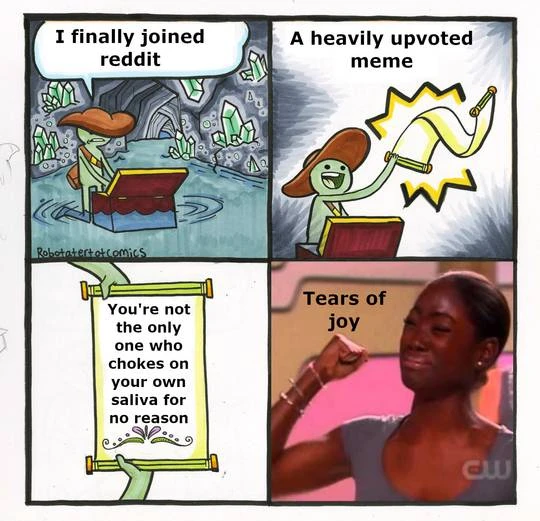 I finally joined
reddit
A heavily upvoted
meme
Robotatertotcomics
You're not
the only
one who
chokes on
your own
saliva for
no reason
Tears of
joy
CW